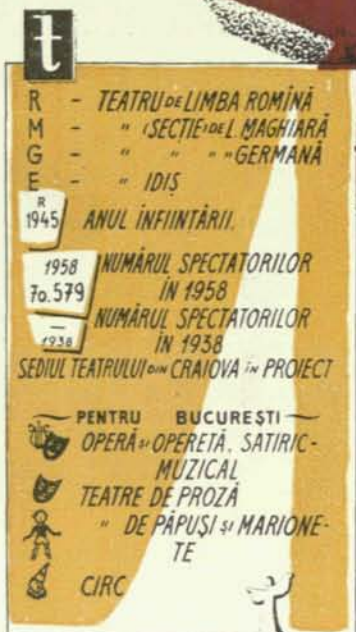 t
R - TEATRU DE LIMBA ROMÎNĂ
M - " (SECȚIE) DE L. MAGHIARĂ
G - " " " " GERMANĂ
E - " IDIȘ
R
1945 ANUL ÎNFIINȚĂRII.
1958 NUMĂRUL SPECTATORILOR
70.579 ÎN 1958
— NUMĂRUL SPECTATORILOR
1938 ÎN 1938
SEDIUL TEATRULUI DIN CRAIOVA ÎN PROIECT
PENTRU BUCUREȘTI
OPERĂ ȘI OPERETĂ, SATIRIC-
MUZICAL
TEATRE DE PROZĂ
" DE PĂPUȘI ȘI MARIONE-
TE
CIRC